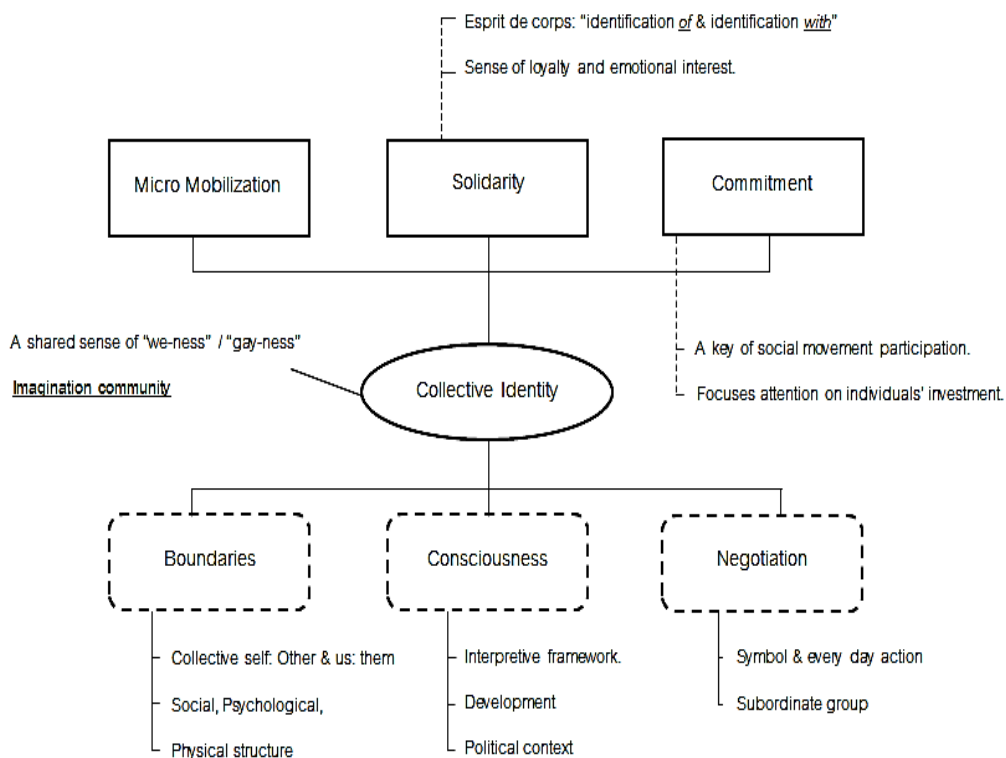 Esprit de corps: "identification of & identification with"
Sense of loyalty and emotional interest.
Micro Mobilization
Solidarity
Commitment
A shared sense of "we-ness" / "gay-ness"
Imagination community
Collective Identity
A key of social movement participation.
Focuses attention on individuals' investment.
Boundaries
Consciousness
Negotiation
Collective self: Other & us: them
Social, Psychological,
Physical structure
Interpretive framework.
Development
Political context
Symbol & every day action
Subordinate group